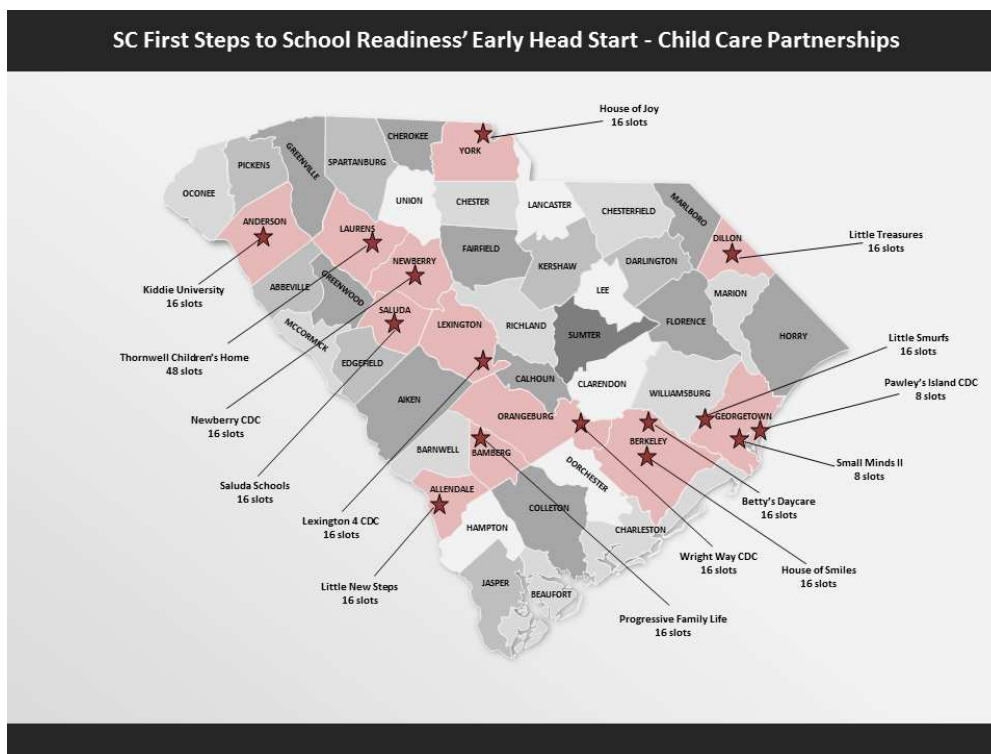 SC First Steps to School Readiness’ Early Head Start - Child Care Partnerships
House of Joy
16 slots
CHEROKEE
YORK
GREENVILLE
SPARTANBURG
PICKENS
OCONEE
UNION
CHESTER
LANCASTER
CHESTERFIELD
MARLBORO
ANDERSON
LAURENS
NEWBERRY
FAIRFIELD
KERSHAW
DARLINGTON
DILLON
Little Treasures
16 slots
Kiddie University
16 slots
ABBEVILLE
GREENWOOD
SALUDA
LEXINGTON
RICHLAND
LEE
SUMTER
FLORENCE
MARION
HORRY
MCCORMICK
EDGEFIELD
Thornwell Children’s Home
48 slots
AIKEN
CALHOUN
CLARENDON
WILLIAMSBURG
Little Smurfs
16 slots
Pawley’s Island CDC
8 slots
GEORGETOWN
Newberry CDC
16 slots
ORANGEBURG
BARNWELL
BAMBERG
BERKELEY
DORCHESTER
Small Minds II
8 slots
Saluda Schools
16 slots
ALLENDALE
Betty’s Daycare
16 slots
Lexington 4 CDC
16 slots
HAMPTON
COLLETON
CHARLESTON
Wright Way CDC
16 slots
House of Smiles
16 slots
Little New Steps
16 slots
JASPER
BEAUFORT
Progressive Family Life
16 slots